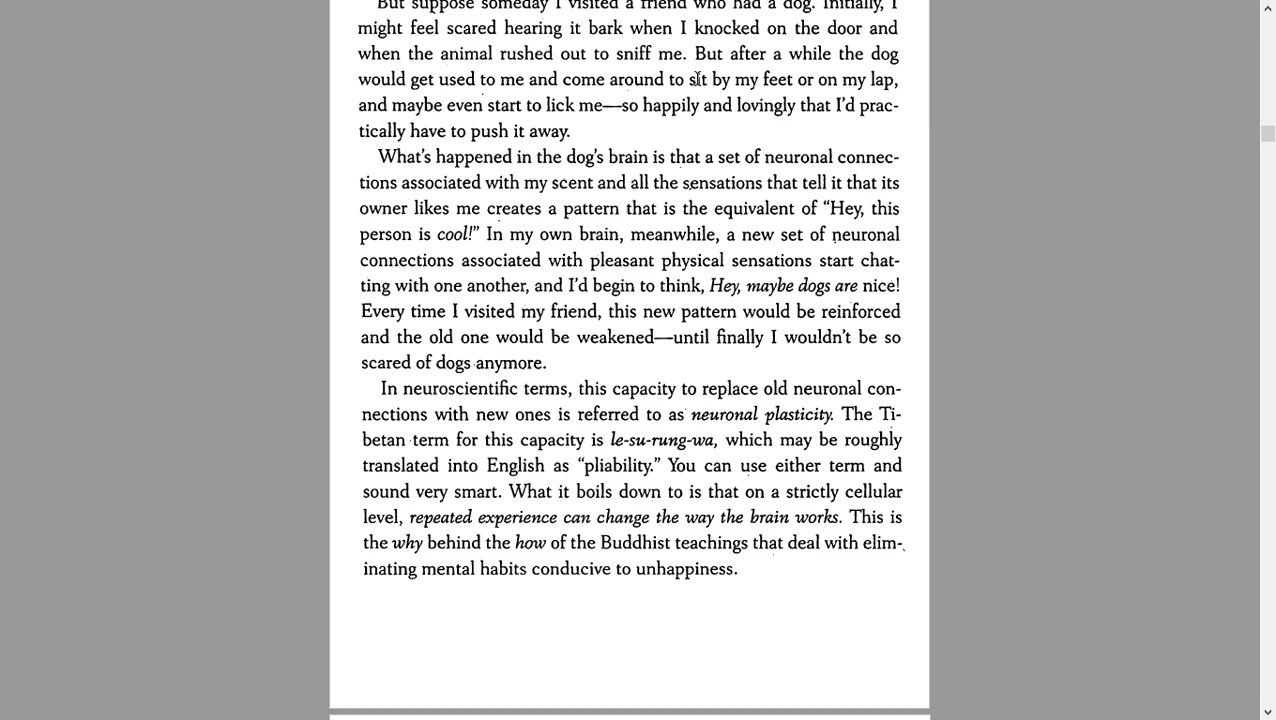 But suppose someday I visited a friend who had a dog. Initially, I
might feel scared hearing it bark when I knocked on the door and
when the animal rushed out to sniff me. But after a while the dog
would get used to me and come around to sit by my feet or on my lap,
and maybe even start to lick me—so happily and lovingly that I'd prac-
tically have to push it away.
What's happened in the dog's brain is that a set of neuronal connec-
tions associated with my scent and all the sensations that tell it that its
owner likes me creates a pattern that is the equivalent of “Hey, this
person is cool!” In my own brain, meanwhile, a new set of neuronal
connections associated with pleasant physical sensations start chat-
ting with one another, and I'd begin to think, Hey, maybe dogs are nice!
Every time I visited my friend, this new pattern would be reinforced
and the old one would be weakened—until finally I wouldn't be so
scared of dogs anymore.
In neuroscientific terms, this capacity to replace old neuronal con-
nections with new ones is referred to as neuronal plasticity. The Ti-
betan term for this capacity is le-su-rung-wa, which may be roughly
translated into English as “pliability.” You can use either term and
sound very smart. What it boils down to is that on a strictly cellular
level, repeated experience can change the way the brain works. This is
the why behind the how of the Buddhist teachings that deal with elim-
inating mental habits conducive to unhappiness.